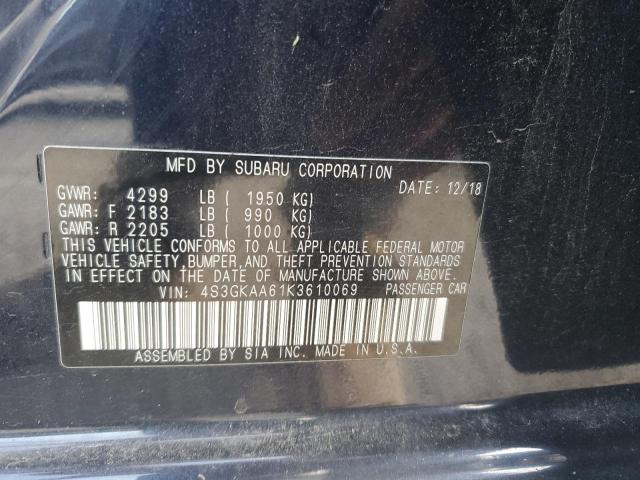 MFD BY SUBARU CORPORATION
DATE: 12/18
GVWR: 4299 LB ( 1950 KG)
GAWR: F 2183 LB ( 990 KG)
GAWR: R 2205 LB ( 1000 KG)
THIS VEHICLE CONFORMS TO ALL APPLICABLE FEDERAL MOTOR
VEHICLE SAFETY, BUMPER, AND THEFT PREVENTION STANDARDS
IN EFFECT ON THE DATE OF MANUFACTURE SHOWN ABOVE.
VIN: 4S3GKAA61K3610069 PASSENGER CAR
ASSEMBLED BY SIA INC. MADE IN U.S.A.